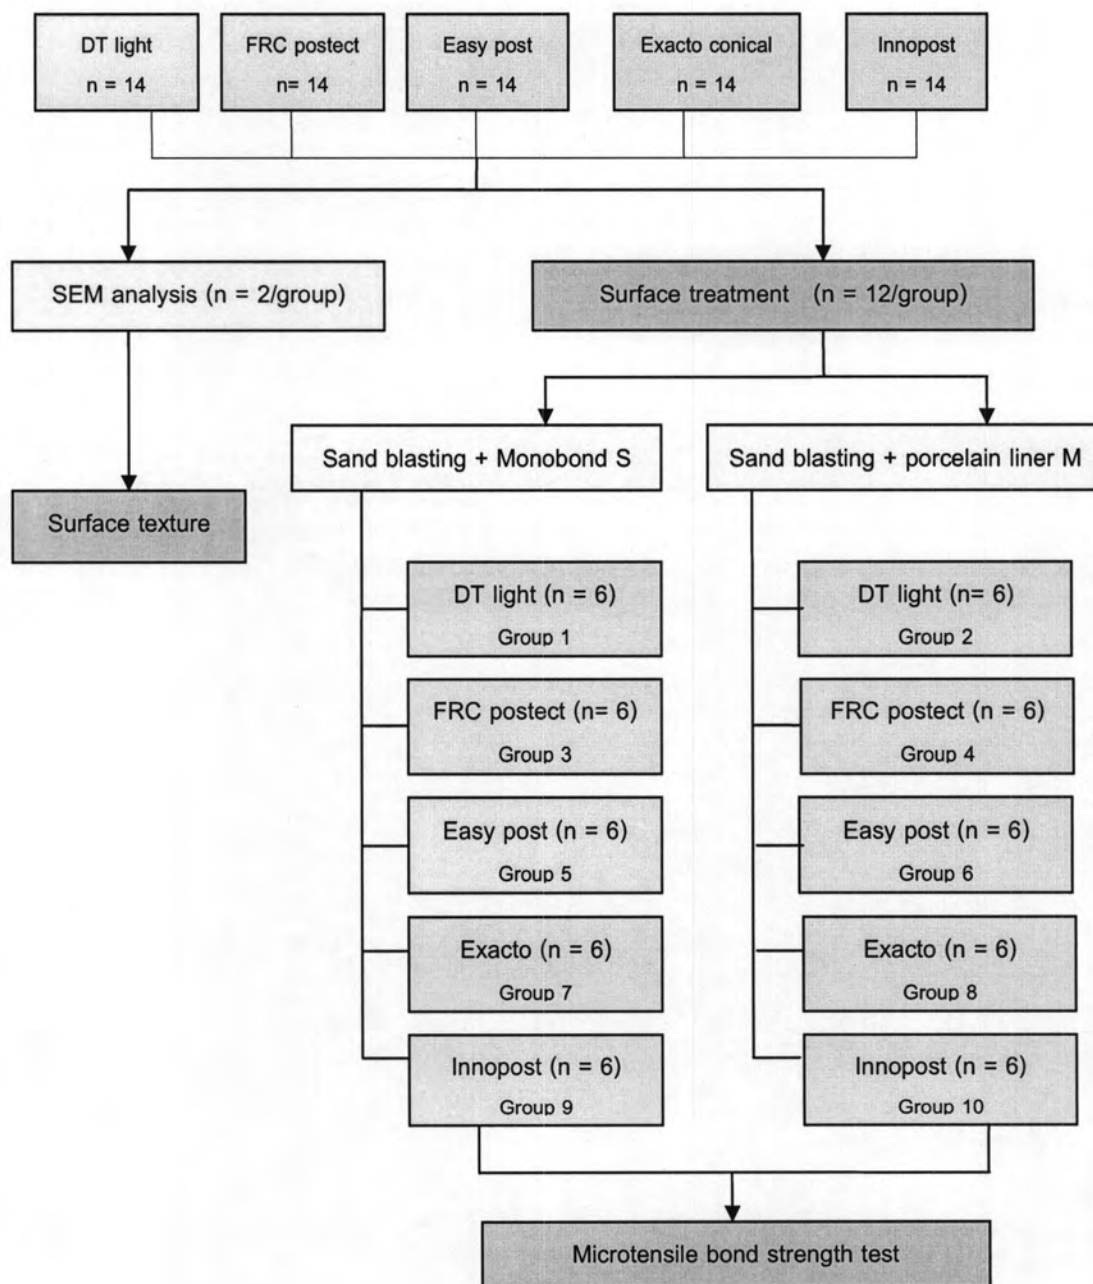 DT light
n = 14
FRC postect
n= 14
Easy post
n = 14
Exacto conical
n = 14
Innopost
n = 14
SEM analysis (n = 2/group)
Surface treatment (n = 12/group)
Sand blasting + Monobond S
Sand blasting + porcelain liner M
Surface texture
DT light (n = 6)
Group 1
DT light (n= 6)
Group 2
FRC postect (n= 6)
Group 3
FRC postect (n = 6)
Group 4
Easy post (n = 6)
Group 5
Easy post (n = 6)
Group 6
Exacto (n = 6)
Group 7
Exacto (n = 6)
Group 8
Innopost (n = 6)
Group 9
Innopost (n = 6)
Group 10
Microtensile bond strength test